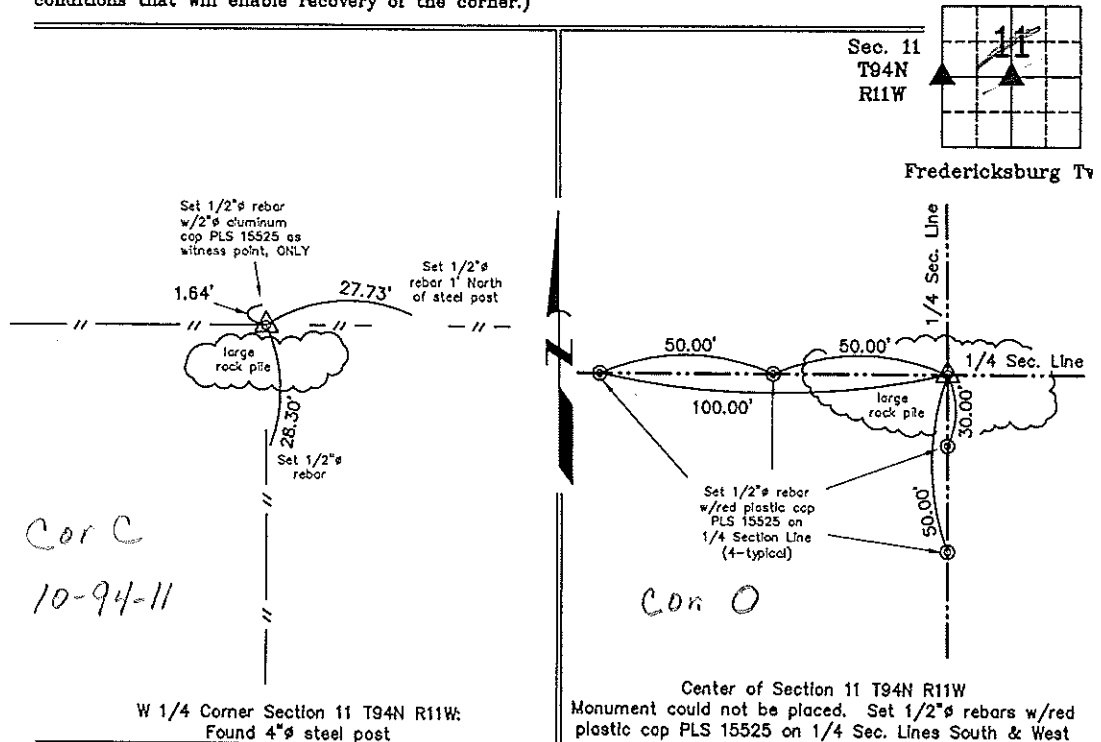 conditions that will enable recovery of the corner.)
Sec. 11
T94N
R11W
11
Fredericksburg Tw
Set 1/2"ø rebar
w/2"ø aluminum
cap PLS 15525 as
witness point, ONLY
1.64'
27.73'
Set 1/2"ø
rebar 1' North
of steel post
large
rock pile
28.30'
Set 1/2"ø
rebar
Cor C
10-94-11
W 1/4 Corner Section 11 T94N R11W:
Found 4"ø steel post
Z
1/4 Sec. Line
50.00'
50.00'
1/4 Sec. Line
100.00'
large
rock pile
30.00'
50.00'
Set 1/2"ø rebar
w/red plastic cap
PLS 15525 on
1/4 Section Line
(4-typical)
Cor O
Center of Section 11 T94N R11W
Monument could not be placed. Set 1/2"ø rebars w/red
plastic cap PLS 15525 on 1/4 Sec. Lines South & West